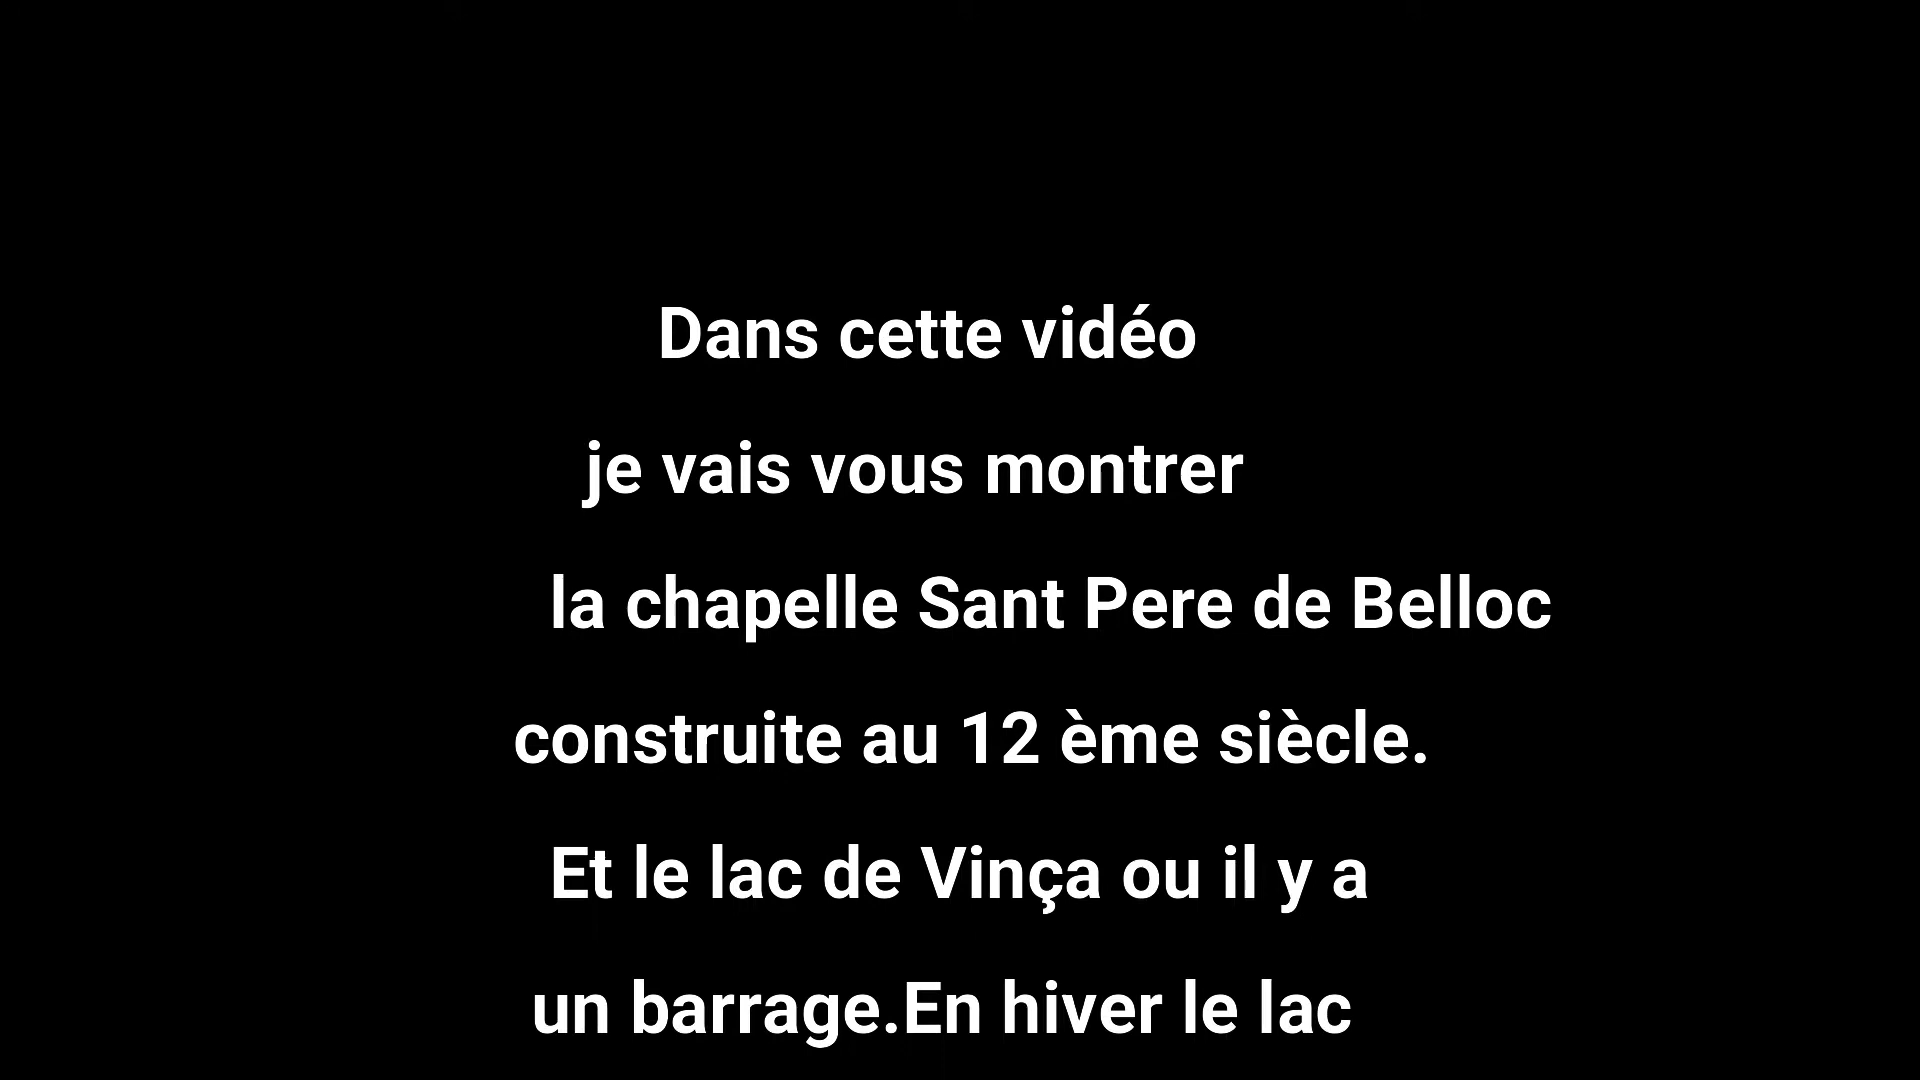 Dans cette vidéo
je vais vous montrer
la chapelle Sant Pere de Belloc
construite au 12 ème siècle.
Et le lac de Vinça ou il y a
un barrage.En hiver le lac